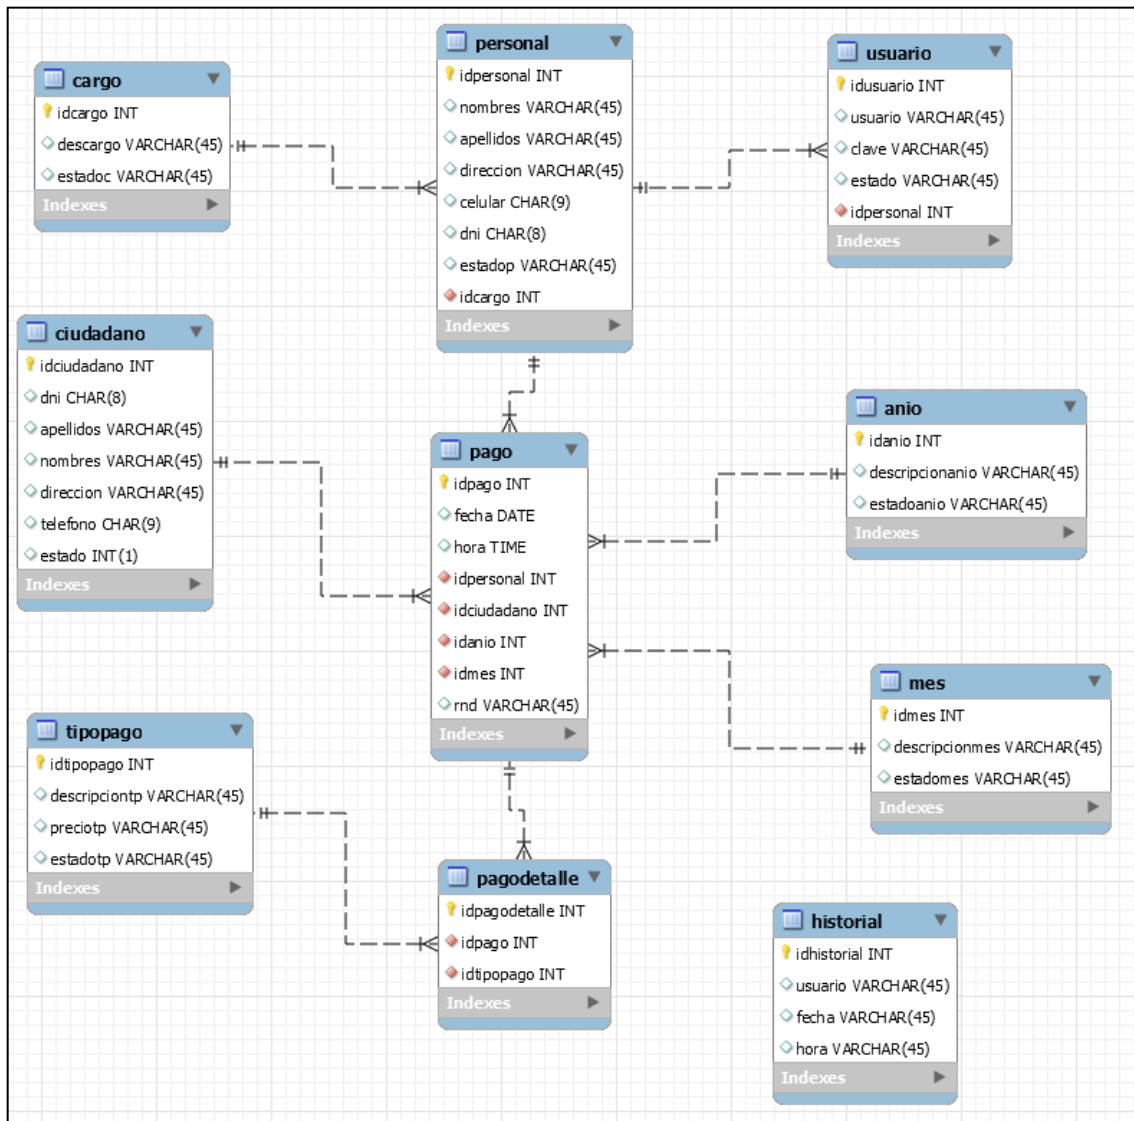 cargo
idcargo INT
descargo VARCHAR(45)
estadoc VARCHAR(45)
Indexes
personal
idpersonal INT
nombres VARCHAR(45)
apellidos VARCHAR(45)
direccion VARCHAR(45)
celular CHAR(9)
dni CHAR(8)
estadop VARCHAR(45)
idcargo INT
Indexes
usuario
idusuario INT
usuario VARCHAR(45)
clave VARCHAR(45)
estado VARCHAR(45)
idpersonal INT
Indexes
ciudadano
idciudadano INT
dni CHAR(8)
apellidos VARCHAR(45)
nombres VARCHAR(45)
direccion VARCHAR(45)
telefono CHAR(9)
estado INT(1)
Indexes
pago
idpago INT
fecha DATE
hora TIME
idpersonal INT
idciudadano INT
idanio INT
idmes INT
rnd VARCHAR(45)
Indexes
anio
idanio INT
descripcionanio VARCHAR(45)
estadoanio VARCHAR(45)
Indexes
mes
idmes INT
descripcionmes VARCHAR(45)
estadomes VARCHAR(45)
Indexes
tipopago
idtipopago INT
descripciontp VARCHAR(45)
preciotp VARCHAR(45)
estadotp VARCHAR(45)
Indexes
pagodetalle
idpagodetalle INT
idpago INT
idtipopago INT
Indexes
historial
idhistorial INT
usuario VARCHAR(45)
fecha VARCHAR(45)
hora VARCHAR(45)
Indexes